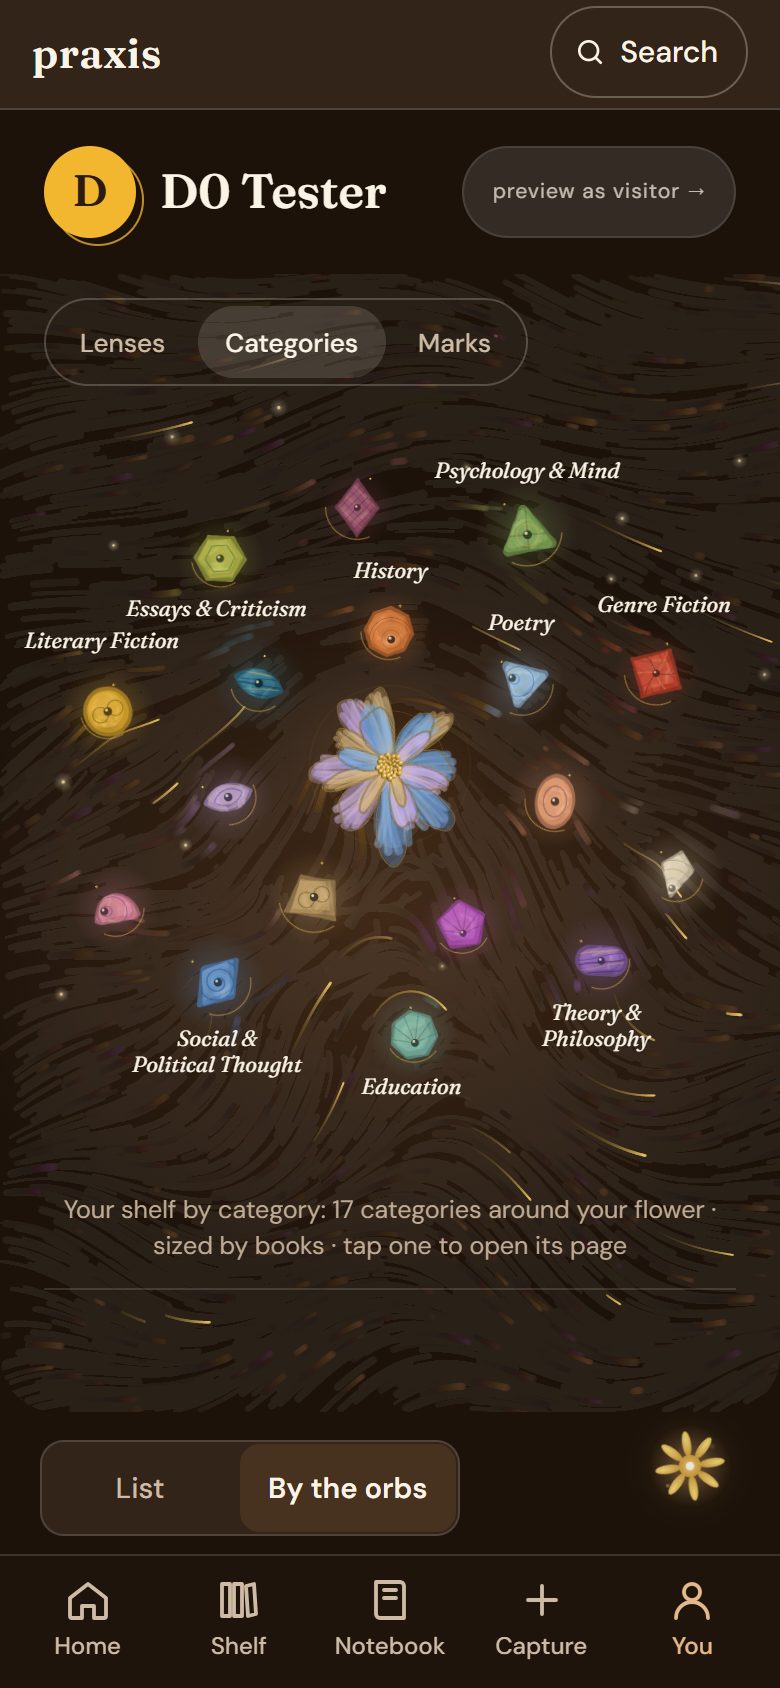 praxis
Search
D
D0 Tester
preview as visitor →
Lenses
Categories
Marks
Psychology & Mind
History
Essays & Criticism
Genre Fiction
Poetry
Literary Fiction
Theory &
Philosophy
Social &
Political Thought
Education
Your shelf by category: 17 categories around your flower ·
sized by books · tap one to open its page
List
By the orbs
Home
Shelf
Notebook
Capture
You